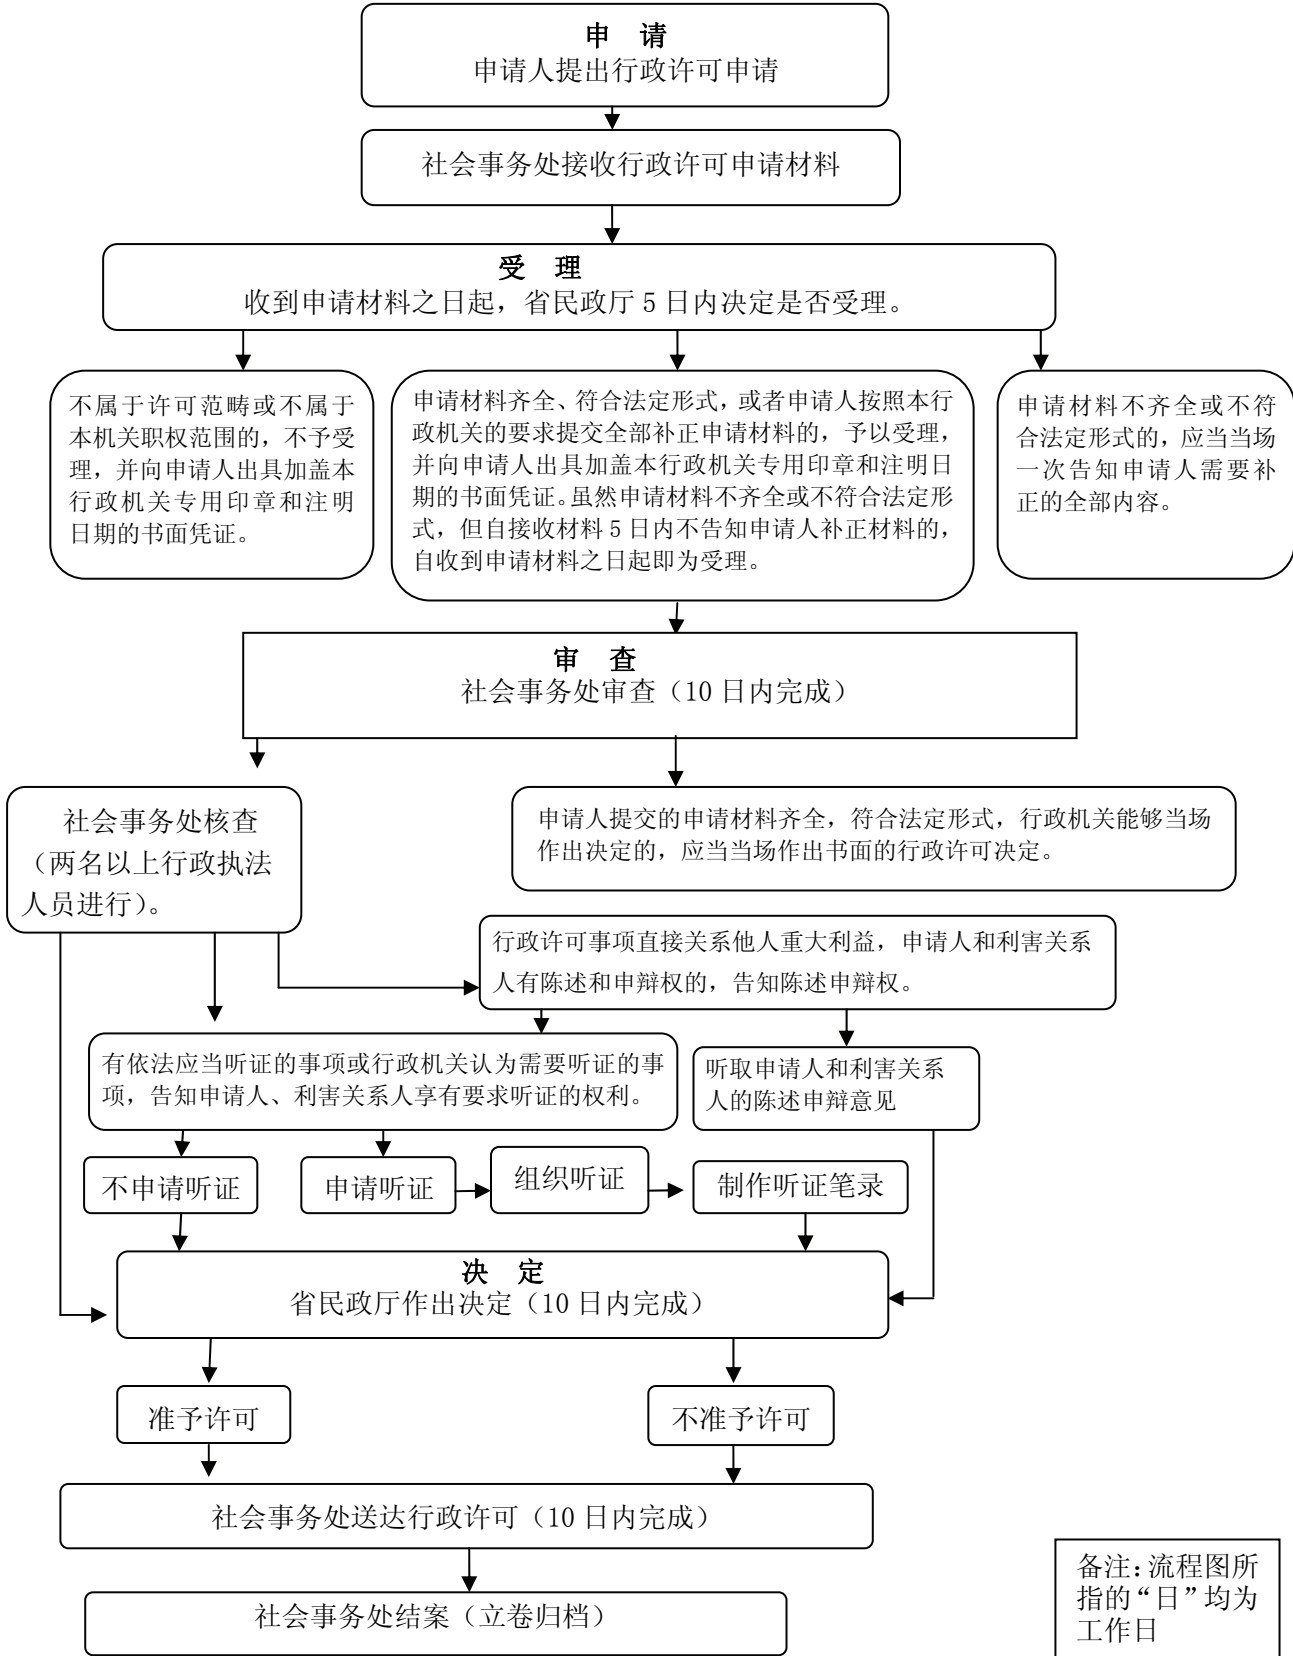 申 请
申请人提出行政许可申请
社会事务处接收行政许可申请材料
受 理
收到申请材料之日起，省民政厅 5 日内决定是否受理。
不属于许可范畴或不属于
本机关职权范围的，不予受
理，并向申请人出具加盖本
行政机关专用印章和注明
日期的书面凭证。
申请材料齐全、符合法定形式，或者申请人按照本行
政机关的要求提交全部补正申请材料的，予以受理，
并向申请人出具加盖本行政机关专用印章和注明日
期的书面凭证。虽然申请材料不齐全或不符合法定形
式，但自接收材料 5 日内不告知申请人补正材料的，
自收到申请材料之日起即为受理。
申请材料不齐全或不符
合法定形式的，应当当场
一次告知申请人需要补
正的全部内容。
审 查
社会事务处审查（10 日内完成）
社会事务处核查
（两名以上行政执法
人员进行）。
申请人提交的申请材料齐全，符合法定形式，行政机关能够当场
作出决定的，应当当场作出书面的行政许可决定。
行政许可事项直接关系他人重大利益，申请人和利害关系
人有陈述和申辩权的，告知陈述申辩权。
有依法应当听证的事项或行政机关认为需要听证的事
项，告知申请人、利害关系人享有要求听证的权利。
听取申请人和利害关系
人的陈述申辩意见
不申请听证
申请听证
组织听证
制作听证笔录
决 定
省民政厅作出决定（10 日内完成）
准予许可
不准予许可
社会事务处送达行政许可（10 日内完成）
社会事务处结案（立卷归档）
备注：流程图所
指的“日”均为
工作日